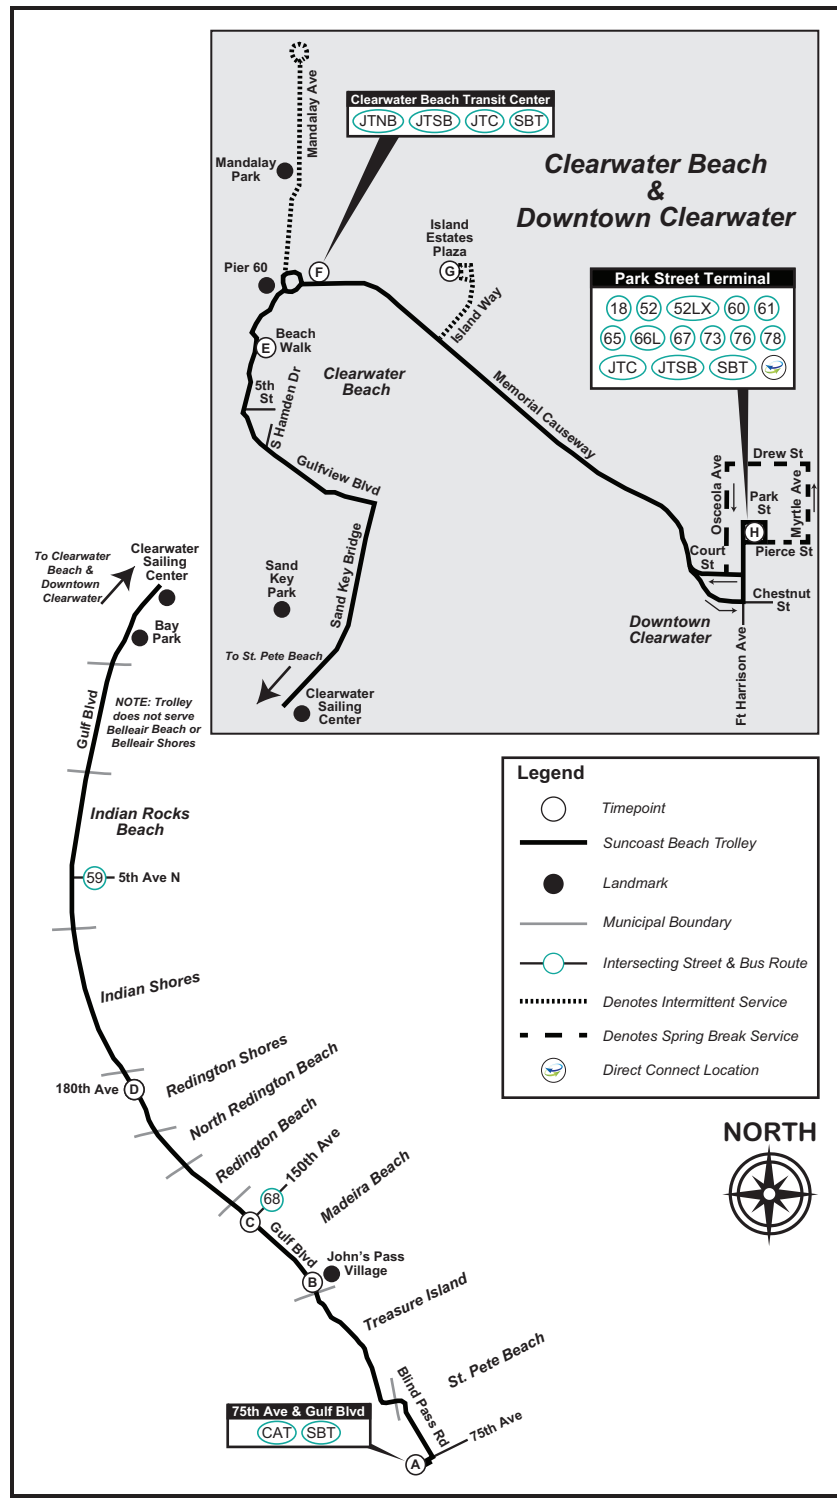 Clearwater Beach
&
Downtown Clearwater
Mandalay Ave
Clearwater Beach Transit Center
JTNB JTSB JTC SBT
Mandalay
Park
Pier 60
F
Island
Estates
Plaza
G
Island Way
Park Street Terminal
18 52 52LX 60 61
65 66L 67 73 76 78
JTC JTSB SBT
E
Beach
Walk
Clearwater
Beach
5th
St
S Hamden Dr
Gulfview Blvd
Memorial Causeway
Sand Key Bridge
Sand
Key
Park
To St. Pete Beach
Clearwater
Sailing
Center
Drew St
Osceola Ave
Myrtle Ave
Park
St
H
Pierce St
Court
St
Chestnut
St
Downtown
Clearwater
Ft Harrison Ave
To Clearwater
Beach &
Downtown
Clearwater
Clearwater
Sailing
Center
Bay
Park
Gulf Blvd
NOTE: Trolley
does not serve
Belleair Beach or
Belleair Shores
Indian Rocks
Beach
59 5th Ave N
Indian Shores
180th Ave D
Redington Shores
North Redington Beach
Redington Beach
68 150th Ave
C
Madeira Beach
Gulf Blvd
B
John's Pass
Village
Treasure Island
St. Pete Beach
Blind Pass Rd
75th Ave & Gulf Blvd
CAT SBT
75th Ave
A
Legend
Timepoint
Suncoast Beach Trolley
Landmark
Municipal Boundary
Intersecting Street & Bus Route
Denotes Intermittent Service
Denotes Spring Break Service
Direct Connect Location
NORTH